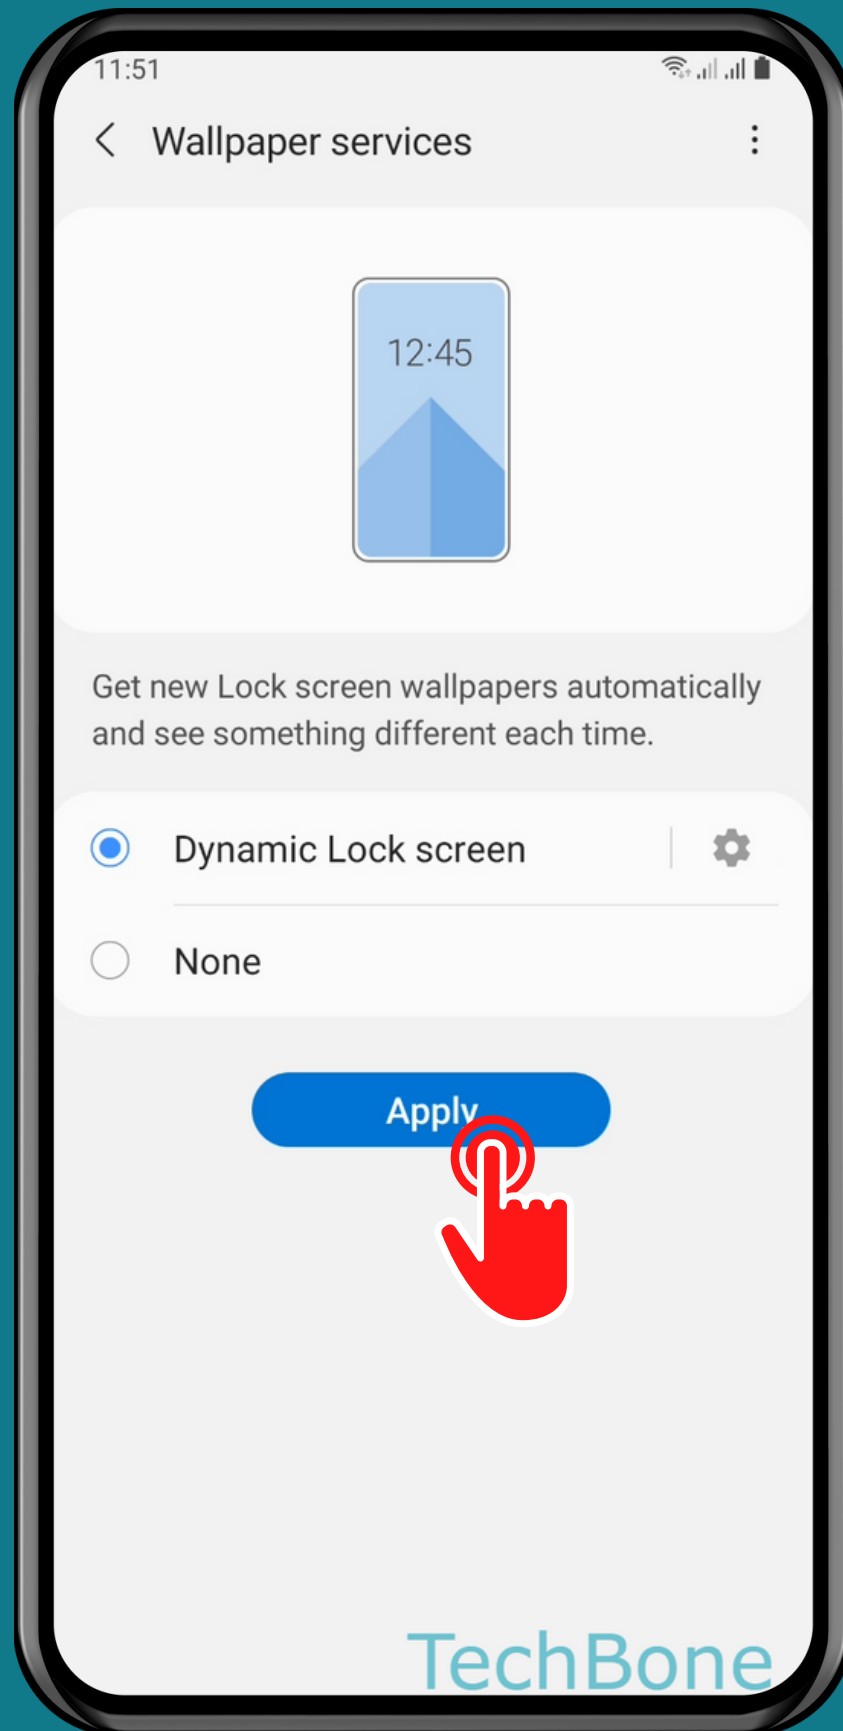 11:51
Wallpaper services
12:45
Get new Lock screen wallpapers automatically
and see something different each time.
Dynamic Lock screen
None
Apply
TechBone